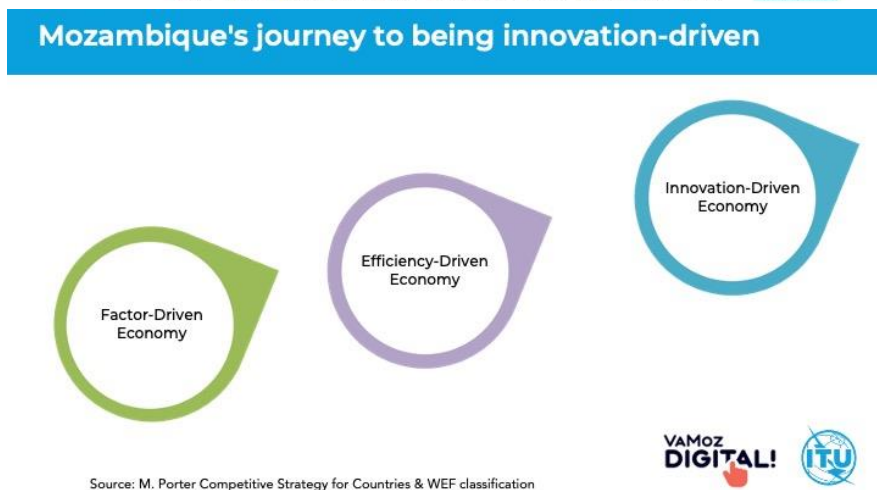 Mozambique's journey to being innovation-driven
Innovation-Driven
Economy
Efficiency-Driven
Economy
Factor-Driven
Economy
VAMoz
DIGITAL!
ITU
Source: M. Porter Competitive Strategy for Countries & WEF classification